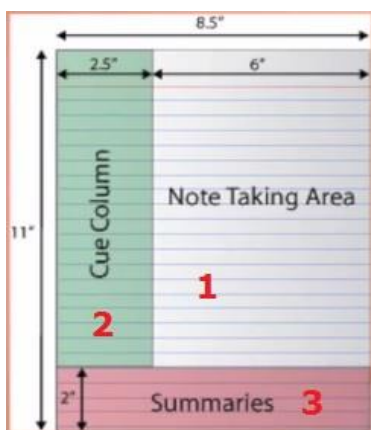 8.5”
2.5”
6”
11”
Cue Column
Note Taking Area
1
2
2”
Summaries 3